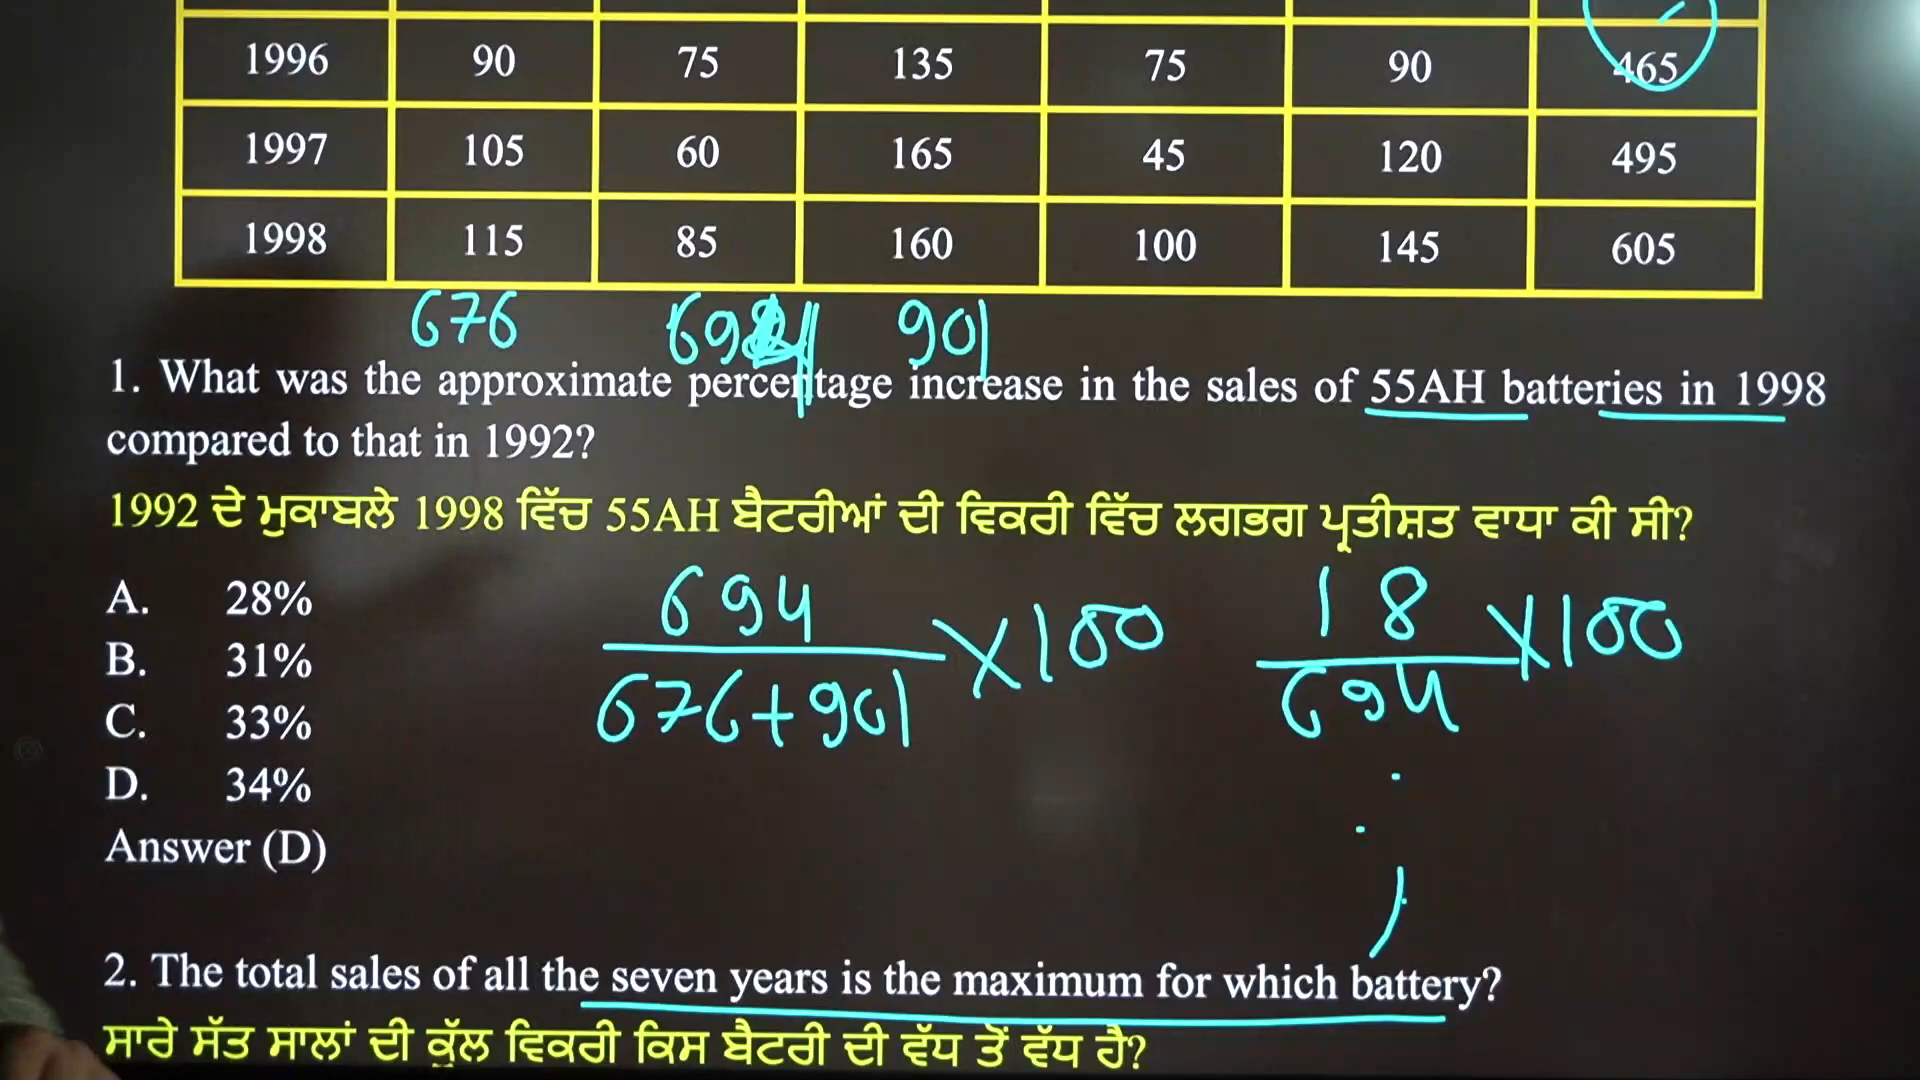 1996 90 75 135 75 90 465
1997 105 60 165 45 120 495
1998 115 85 160 100 145 605
676 69 901
1. What was the approximate percentage increase in the sales of 55AH batteries in 1998
compared to that in 1992?
1992 ਦੇ ਮੁਕਾਬਲੇ 1998 ਵਿੱਚ 55AH ਬੈਟਰੀਆਂ ਦੀ ਵਿਕਰੀ ਵਿੱਚ ਲਗਭਗ ਪ੍ਰਤੀਸ਼ਤ ਵਾਧਾ ਕੀ ਸੀ?
A. 28%
B. 31%
C. 33%
D. 34%
Answer (D)
694
676+901 ×100
18
694 ×100
2. The total sales of all the seven years is the maximum for which battery?
ਸਾਰੇ ਸੱਤ ਸਾਲਾਂ ਦੀ ਕੁੱਲ ਵਿਕਰੀ ਕਿਸ ਬੈਟਰੀ ਦੀ ਵੱਧ ਤੋਂ ਵੱਧ ਹੈ?